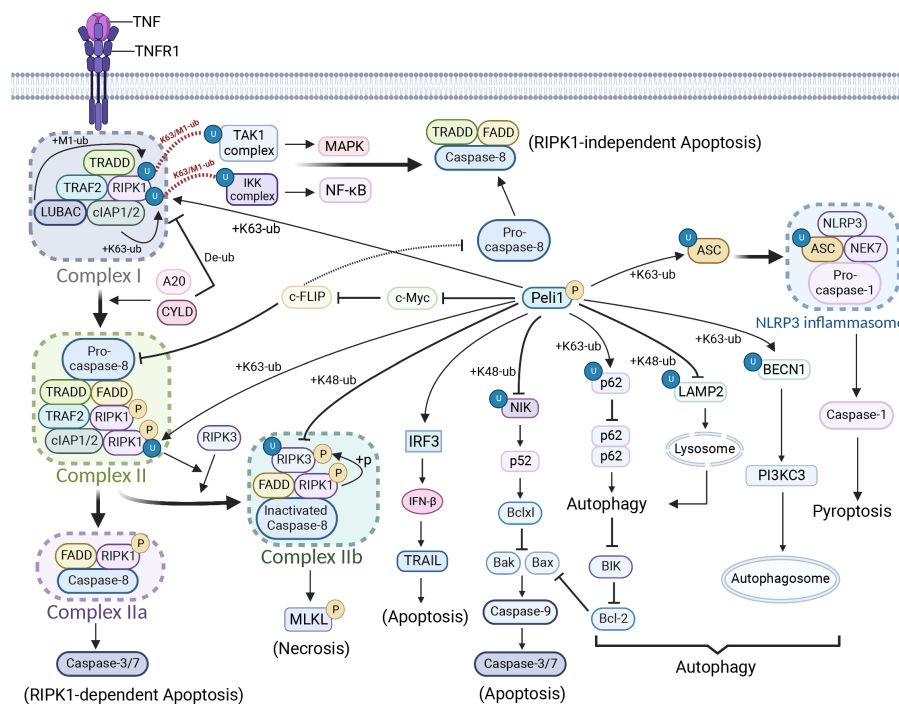 TNF
TNFR1
+M1-ub
TRADD
U
TRAF2
RIPK1
U
LUBAC
cIAP1/2
+K63-ub
Complex I
K63/M1-ub
U
TAK1
complex
MAPK
K63/M1-ub
U
IKK
complex
NF-κB
TRADD
FADD
Caspase-8
(RIPK1-independent Apoptosis)
Pro-
caspase-8
+K63-ub
De-ub
A20
CYLD
c-FLIP
c-Myc
Peli1
P
+K63-ub
U
ASC
NLRP3
U
ASC
NEK7
Pro-
caspase-1
NLRP3 inflammasome
Caspase-1
Pyroptosis
Pro-
caspase-8
TRADD
FADD
TRAF2
RIPK1
P
cIAP1/2
RIPK1
P
U
Complex II
+K63-ub
RIPK3
+K48-ub
U
RIPK3
P
+p
FADD
RIPK1
P
Inactivated
Caspase-8
Complex IIb
MLKL
P
(Necrosis)
FADD
RIPK1
P
Caspase-8
Complex IIa
Caspase-3/7
(RIPK1-dependent Apoptosis)
IRF3
IFN-β
TRAIL
(Apoptosis)
+K48-ub
U
NIK
p52
Bclxl
Bak
Bax
Caspase-9
Caspase-3/7
(Apoptosis)
+K63-ub
U
p62
p62
p62
Autophagy
BIK
Bcl-2
+K48-ub
U
LAMP2
Lysosome
+K63-ub
U
BECN1
PI3KC3
Autophagosome
Autophagy